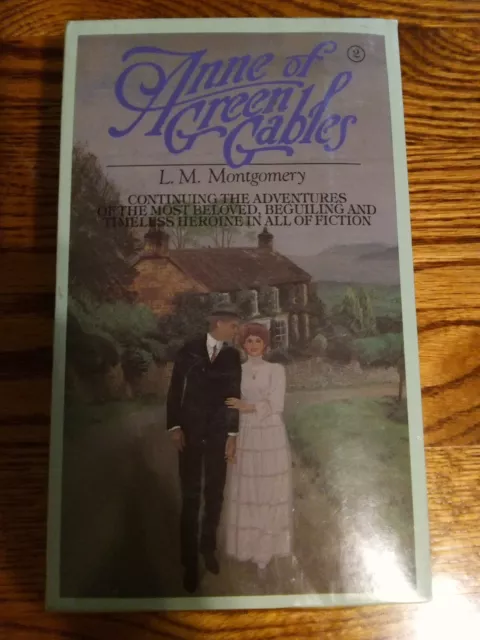 Anne of
Green
Gables
2
L. M. Montgomery
CONTINUING THE ADVENTURES
OF THE MOST BELOVED, BEGUILING AND
TIMELESS HEROINE IN ALL OF FICTION